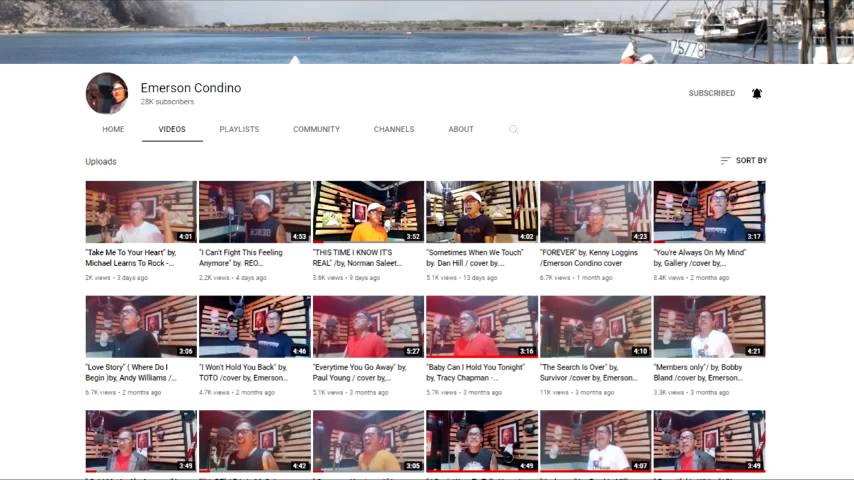 75778
Emerson Condino
28K subscribers
SUBSCRIBED
HOME
VIDEOS
PLAYLISTS
COMMUNITY
CHANNELS
ABOUT
Uploads
SORT BY
4:01
4:53
3:52
4:02
4:23
3:17
"Take Me To Your Heart" by,
Michael Learns To Rock -...
2K views • 3 days ago
"I Can't Fight This Feeling
Anymore" by. REO...
2.2K views • 4 days ago
"THIS TIME I KNOW IT'S
REAL" /by, Norman Saleet...
3.6K views • 9 days ago
"Sometimes When We Touch"
by. Dan Hill / cover by....
5.1K views • 13 days ago
"FOREVER" by, Kenny Loggins
/Emerson Condino cover
6.7K views • 1 month ago
"You're Always On My Mind"
by, Gallery /cover by,...
8.4K views • 2 months ago
3:06
4:46
5:27
3:16
4:10
4:21
"Love Story" ( Where Do I
Begin )by, Andy Williams /...
6.7K views • 2 months ago
"I Won't Hold You Back" by,
TOTO /cover by, Emerson...
4.7K views • 2 months ago
"Everytime You Go Away" by,
Paul Young / cover by,...
5.1K views • 3 months ago
"Baby Can I Hold You Tonight"
by, Tracy Chapman -...
5.7K views • 3 months ago
"The Search Is Over" by,
Survivor /cover by, Emerson...
11K views • 3 months ago
"Members only"/ by, Bobby
Bland /cover by, Emerson...
3.3K views • 3 months ago
3:49
4:42
3:05
4:49
4:07
3:49